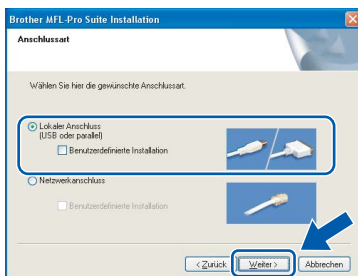 Brother MFL-Pro Suite Installation
Anschlussart
Wählen Sie hier die gewünschte Anschlussart.
Lokaler Anschluss
(USB oder parallel)
Benutzerdefinierte Installation
Netzwerkanschluss
Benutzerdefinierte Installation
< Zurück
Weiter >
Abbrechen